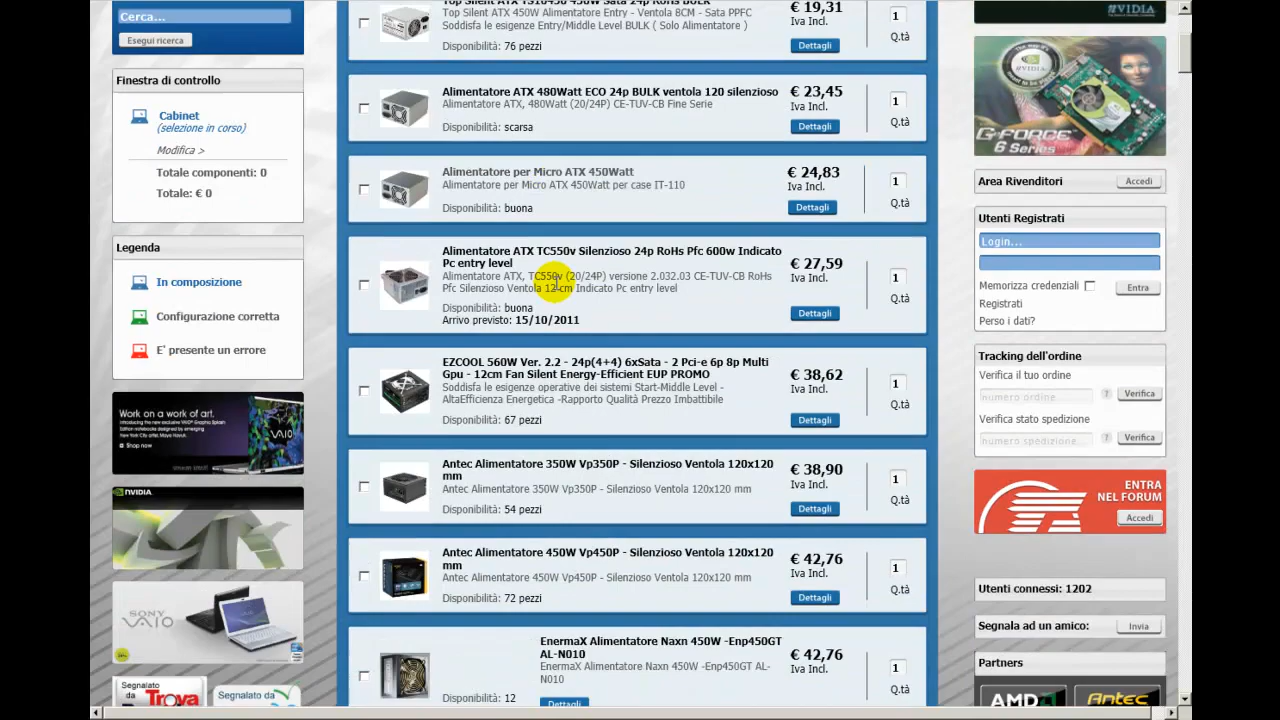 Cerca...
Esegui ricerca
Finestra di controllo
Cabinet
(selezione in corso)
Modifica >
Totale componenti: 0
Totale: € 0
Legenda
In composizione
Configurazione corretta
E' presente un errore
Work on a work of art.
VAIO
Shop now
NVIDIA
SONY
VAIO
Segnalato da
Trova
Segnalato da
Top Silent ATX 450W Alimentatore Entry - Ventola 8CM - Sata PPFC
Soddisfa le esigenze Entry/Middle Level BULK ( Solo Alimentatore )
Disponibilità: 76 pezzi
€ 19,31
Iva Incl.
Dettagli
1
Q.tà
Alimentatore ATX 480Watt ECO 24p BULK ventola 120 silenzioso
Alimentatore ATX, 480Watt (20/24P) CE-TUV-CB Fine Serie
Disponibilità: scarsa
€ 23,45
Iva Incl.
Dettagli
1
Q.tà
Alimentatore per Micro ATX 450Watt
Alimentatore per Micro ATX 450Watt per case IT-110
Disponibilità: buona
€ 24,83
Iva Incl.
Dettagli
1
Q.tà
Alimentatore ATX TC550v Silenzioso 24p RoHs Pfc 600w Indicato
Pc entry level
Alimentatore ATX, TC550v (20/24P) versione 2.032.03 CE-TUV-CB RoHs
Pfc Silenzioso Ventola 12 cm Indicato Pc entry level
Disponibilità: buona
Arrivo previsto: 15/10/2011
€ 27,59
Iva Incl.
Dettagli
1
Q.tà
EZCOOL 560W Ver. 2.2 - 24p(4+4) 6xSata - 2 Pci-e 6p 8p Multi
Gpu - 12cm Fan Silent Energy-Efficient EUP PROMO
Soddisfa le esigenze operative dei sistemi Start-Middle Level -
AltaEfficienza Energetica -Rapporto Qualità Prezzo Imbattibile
Disponibilità: 67 pezzi
€ 38,62
Iva Incl.
Dettagli
1
Q.tà
Antec Alimentatore 350W Vp350P - Silenzioso Ventola 120x120
mm
Antec Alimentatore 350W Vp350P - Silenzioso Ventola 120x120 mm
Disponibilità: 54 pezzi
€ 38,90
Iva Incl.
Dettagli
1
Q.tà
Antec Alimentatore 450W Vp450P - Silenzioso Ventola 120x120
mm
Antec Alimentatore 450W Vp450P - Silenzioso Ventola 120x120 mm
Disponibilità: 72 pezzi
€ 42,76
Iva Incl.
Dettagli
1
Q.tà
EnermaX Alimentatore Naxn 450W -Enp450GT
AL-N010
EnermaX Alimentatore Naxn 450W -Enp450GT AL-
N010
Disponibilità: 12
€ 42,76
Iva Incl.
Dettagli
1
Q.tà
NVIDIA
NVIDIA
G-FORCE
6 Series
Area Rivenditori
Accedi
Utenti Registrati
Login...
Memorizza credenziali
Entra
Registrati
Perso i dati?
Tracking dell'ordine
Verifica il tuo ordine
numero ordine...
?
Verifica
Verifica stato spedizione
numero spedizione...
?
Verifica
ENTRA
NEL FORUM
Accedi
Utenti connessi: 1202
Segnala ad un amico:
Invia
Partners
AMD
Antec